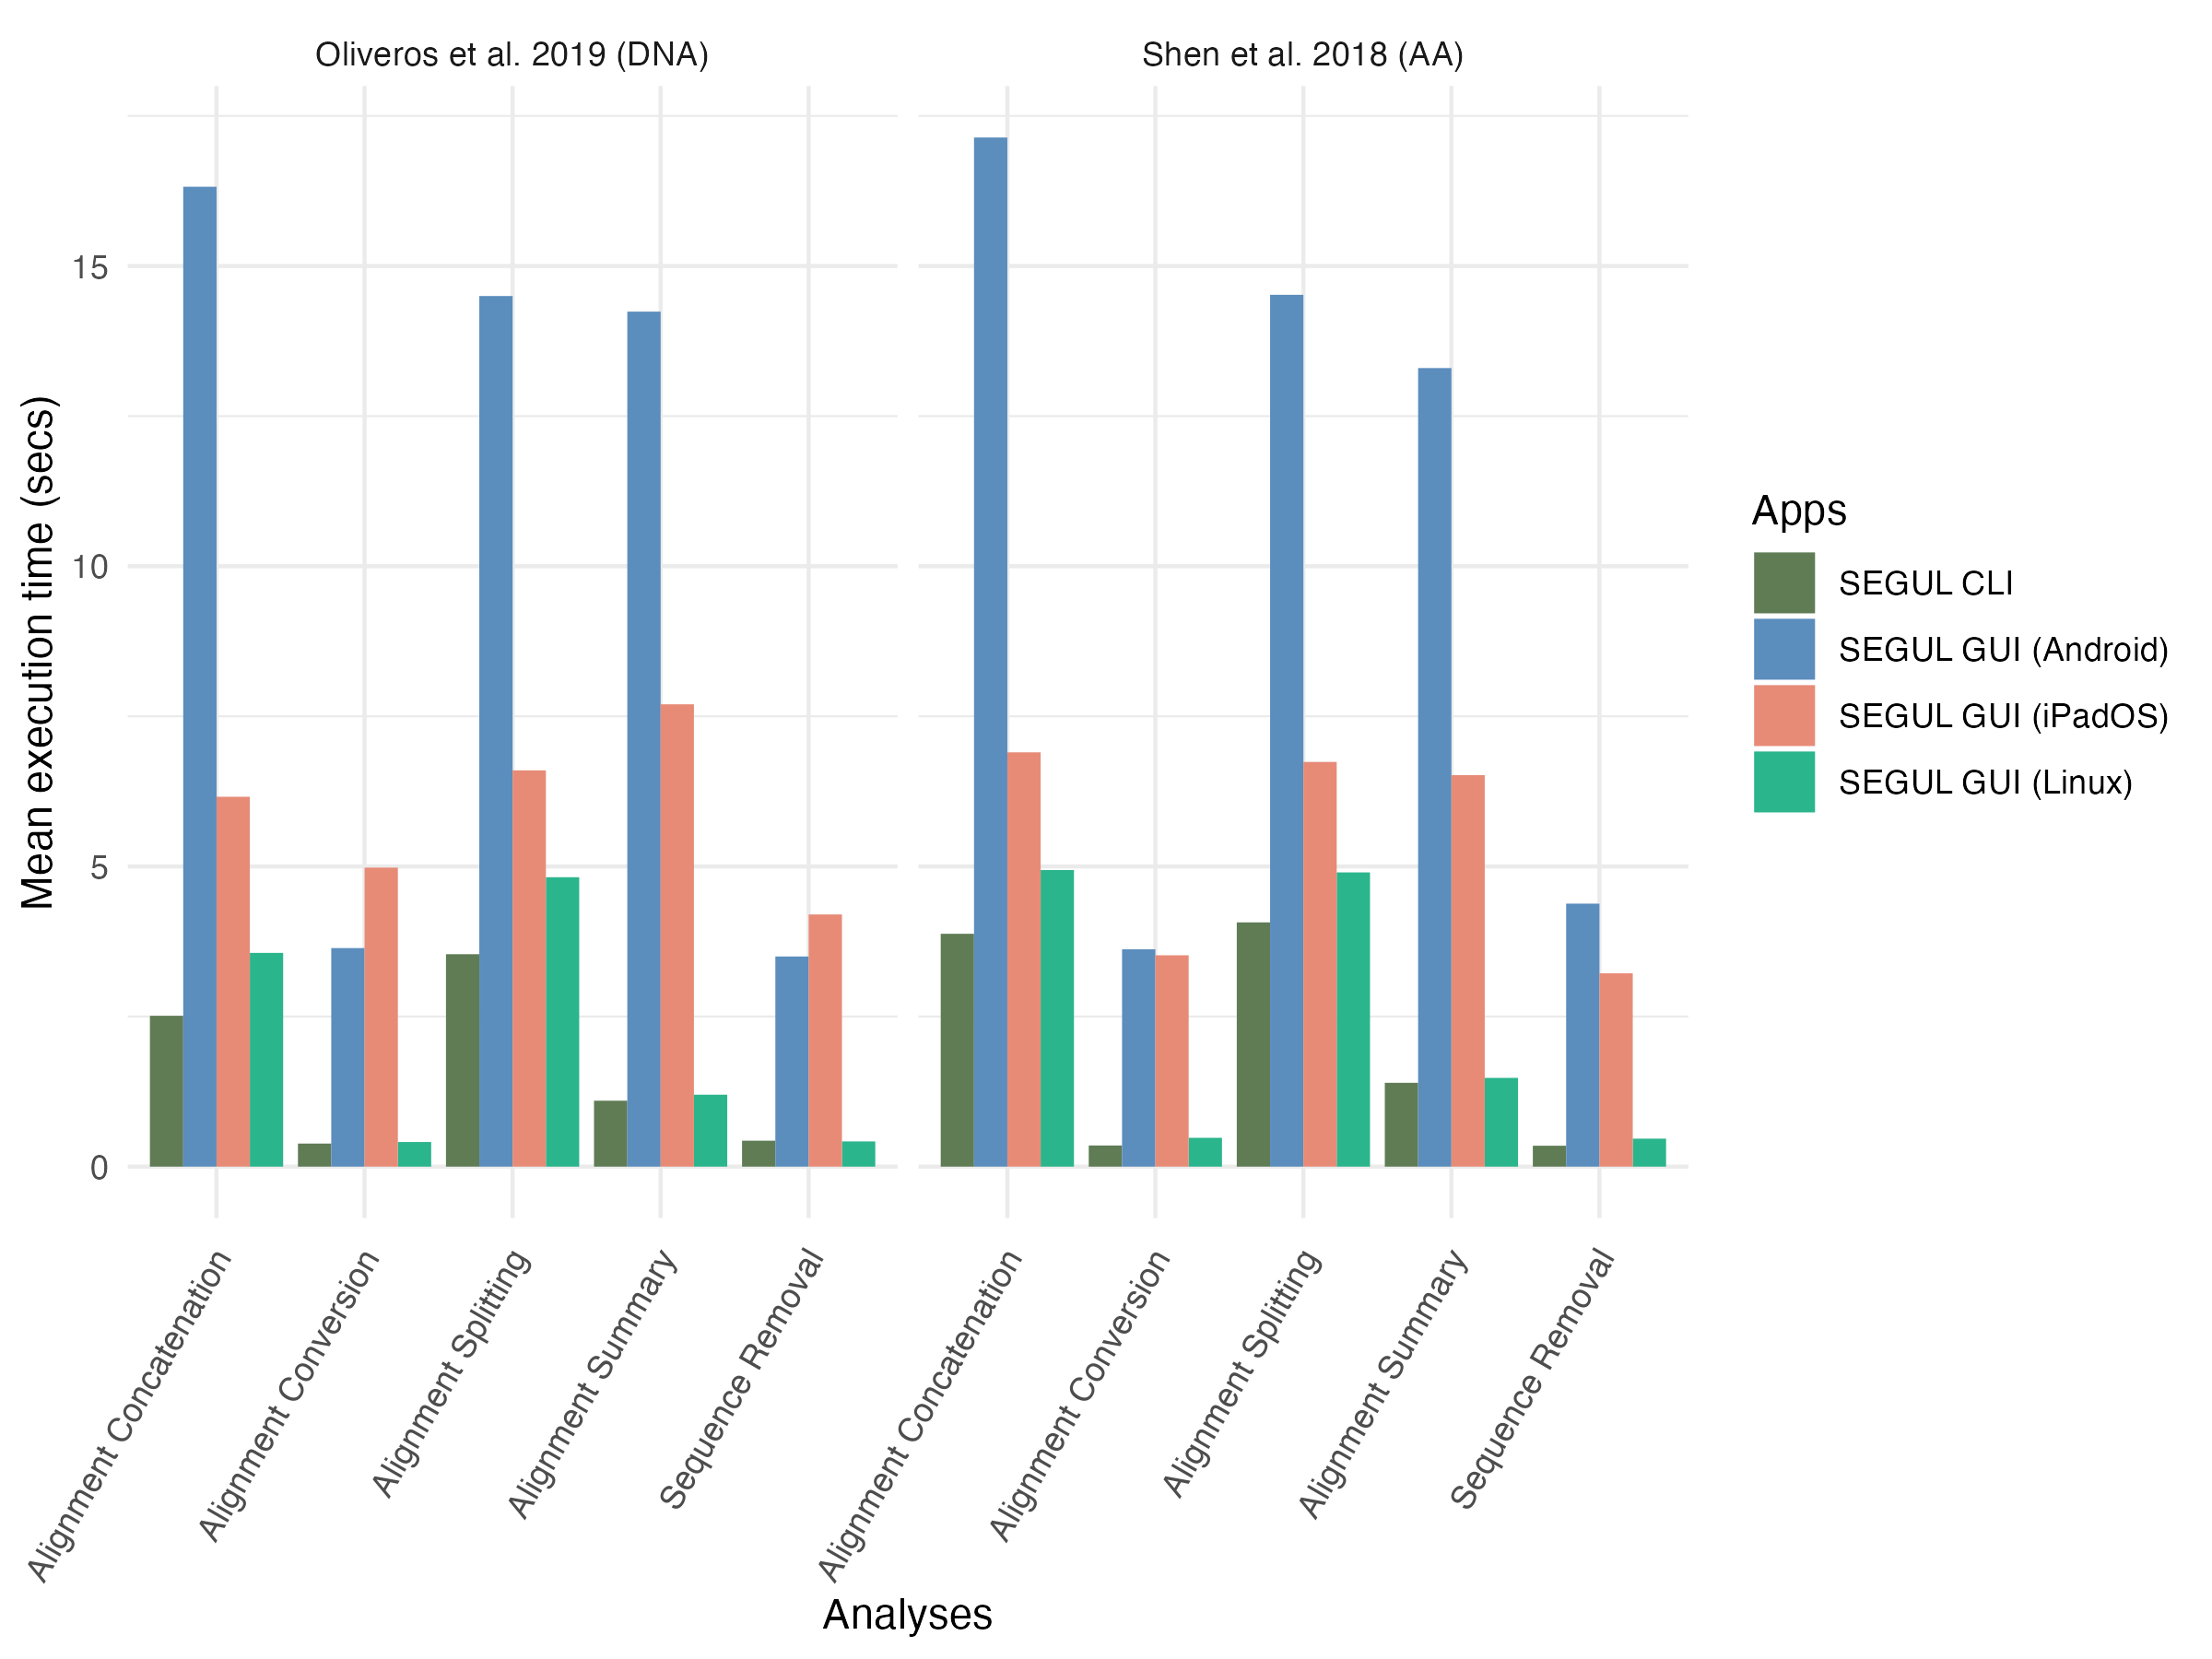 Oliveros et al. 2019 (DNA)
Shen et al. 2018 (AA)
Mean execution time (secs)
15
10
5
0
Alignment Concatenation
Alignment Conversion
Alignment Splitting
Alignment Summary
Sequence Removal
Alignment Concatenation
Alignment Conversion
Alignment Splitting
Alignment Summary
Sequence Removal
Analyses
Apps
SEGUL CLI
SEGUL GUI (Android)
SEGUL GUI (iPadOS)
SEGUL GUI (Linux)